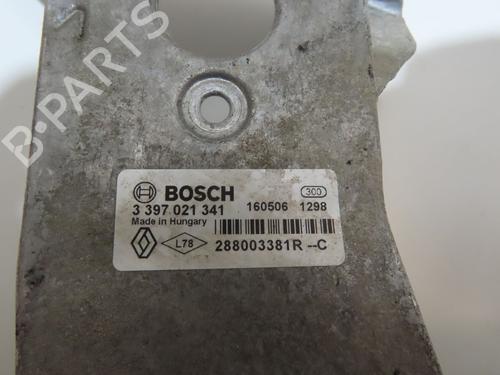 B-PARTS
BOSCH
300
3 397 021 341 160506 1298
Made in Hungary
L78 288003381R --C